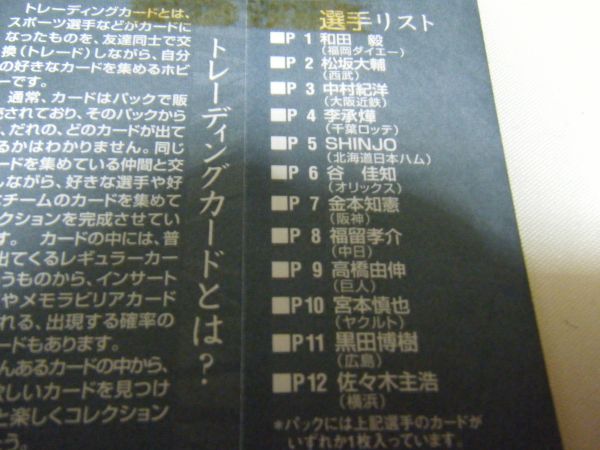 トレーディングカードとは、
スポーツ選手などがカードに
なったものを、友達同士で交
換(トレード)しながら、自分
の好きなカードを集めるホビ
ーです。
通常、カードはパックで販
売されており、そのパックから
、だれの、どのカードが出て
るかはわかりません。同じ
ードを集めている仲間と交
しながら、好きな選手や好
なチームのカードを集めて
クションを完成させてい
す。 カードの中には、普
出てくるレギュラーカー
うものから、インサート
やメモラビリアカード
れる、出現する確率の
ードもあります。
んあるカードの中から、
欲しいカードを見つけ
と楽しくコレクション
う。
トレーディングカードとは?
選手リスト
■P 1 和田 毅
(福岡ダイエー)
■P 2 松坂大輔
(西武)
■P 3 中村紀洋
(大阪近鉄)
■P 4 李承燁
(千葉ロッテ)
■P 5 SHINJO
(北海道日本ハム)
■P 6 谷 佳知
(オリックス)
■P 7 金本知憲
(阪神)
■P 8 福留孝介
(中日)
■P 9 高橋由伸
(巨人)
■P10 宮本慎也
(ヤクルト)
■P11 黒田博樹
(広島)
■P12 佐々木主浩
(横浜)
*パックには上記選手のカードが
いずれか1枚入っています。